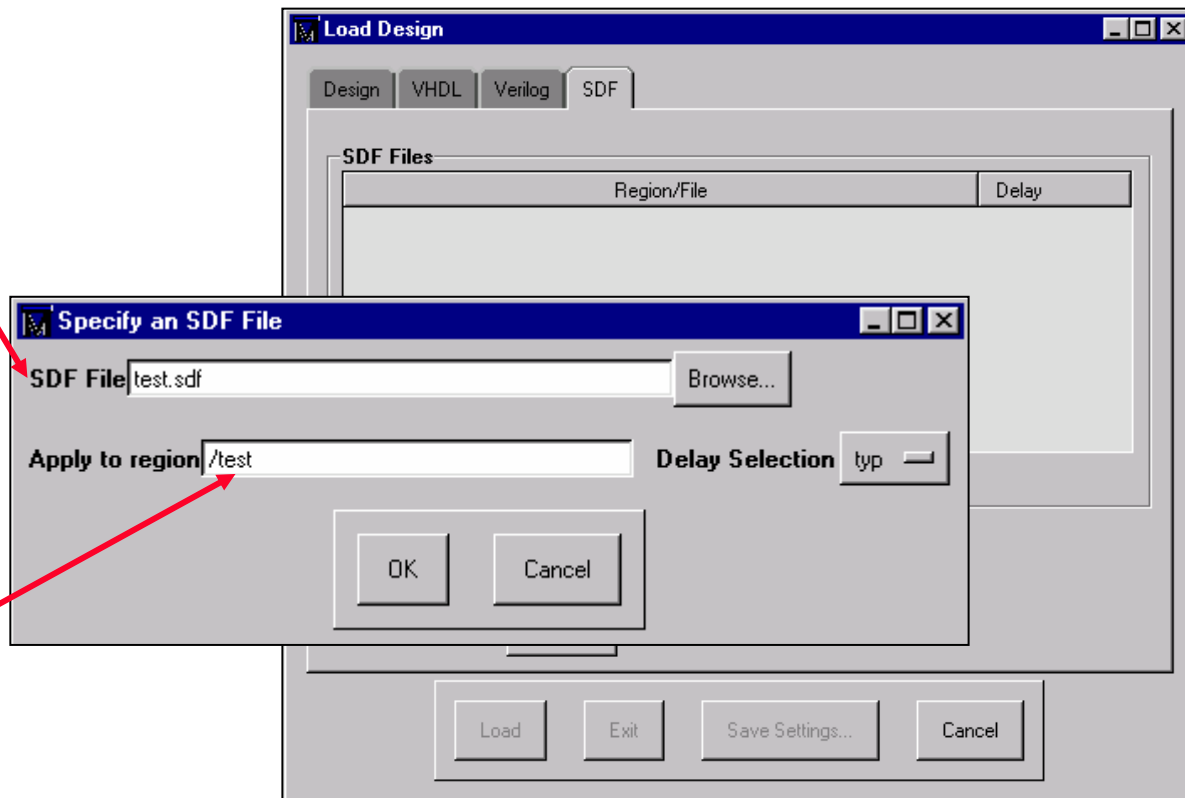 Load Design
Design VHDL Verilog SDF
SDF Files
Region/File Delay
Specify an SDF File
SDF File test.sdf Browse...
Apply to region /test Delay Selection typ
OK Cancel
Load Exit Save Settings... Cancel